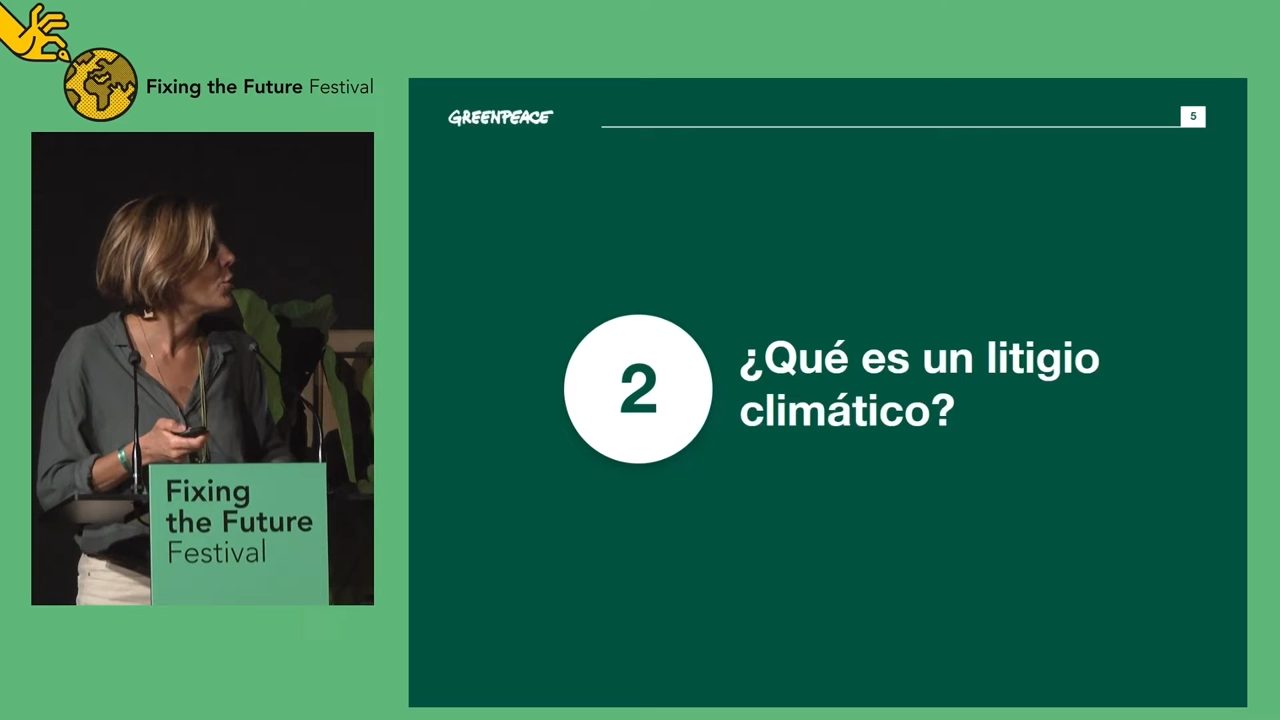 Fixing the Future Festival
GREENPEACE
5
2
¿Qué es un litigio
climático?
Fixing
the Future
Festival